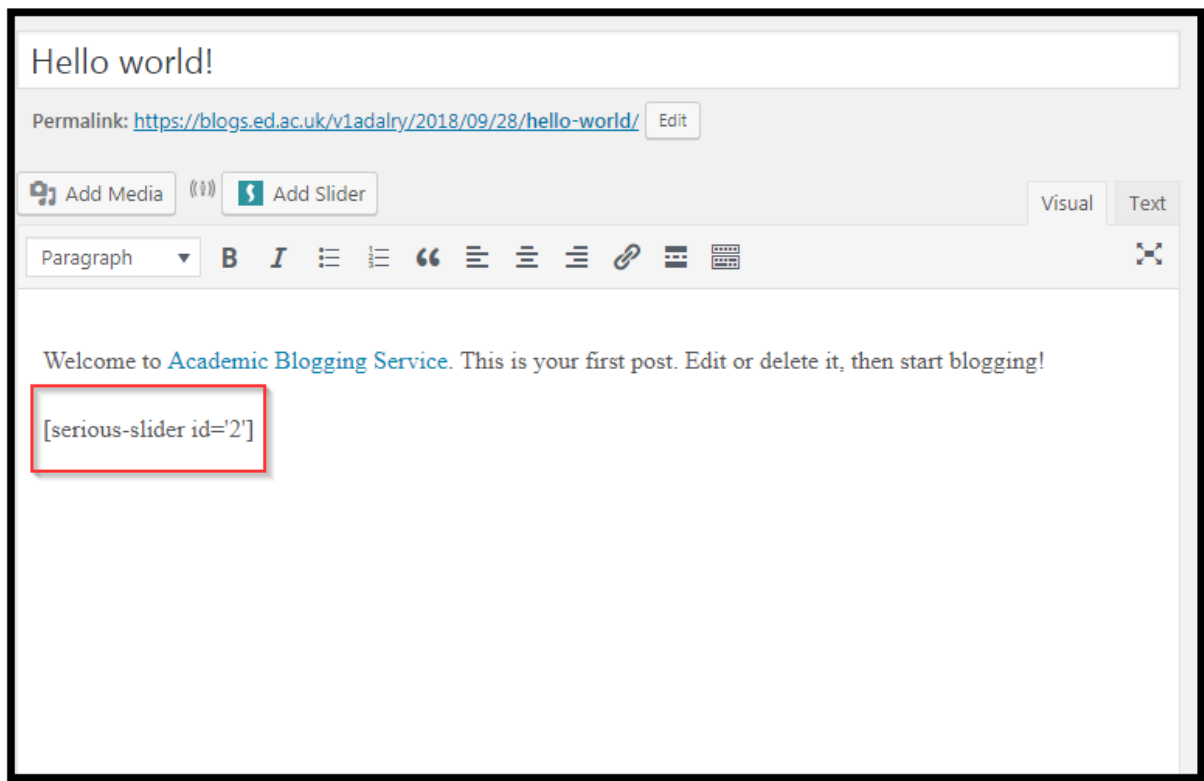 Hello world!
Permalink: https://blogs.ed.ac.uk/v1adalry/2018/09/28/hello-world/ Edit
Add Media Add Slider
Visual Text
Paragraph B I
Welcome to Academic Blogging Service. This is your first post. Edit or delete it, then start blogging!
[serious-slider id='2']